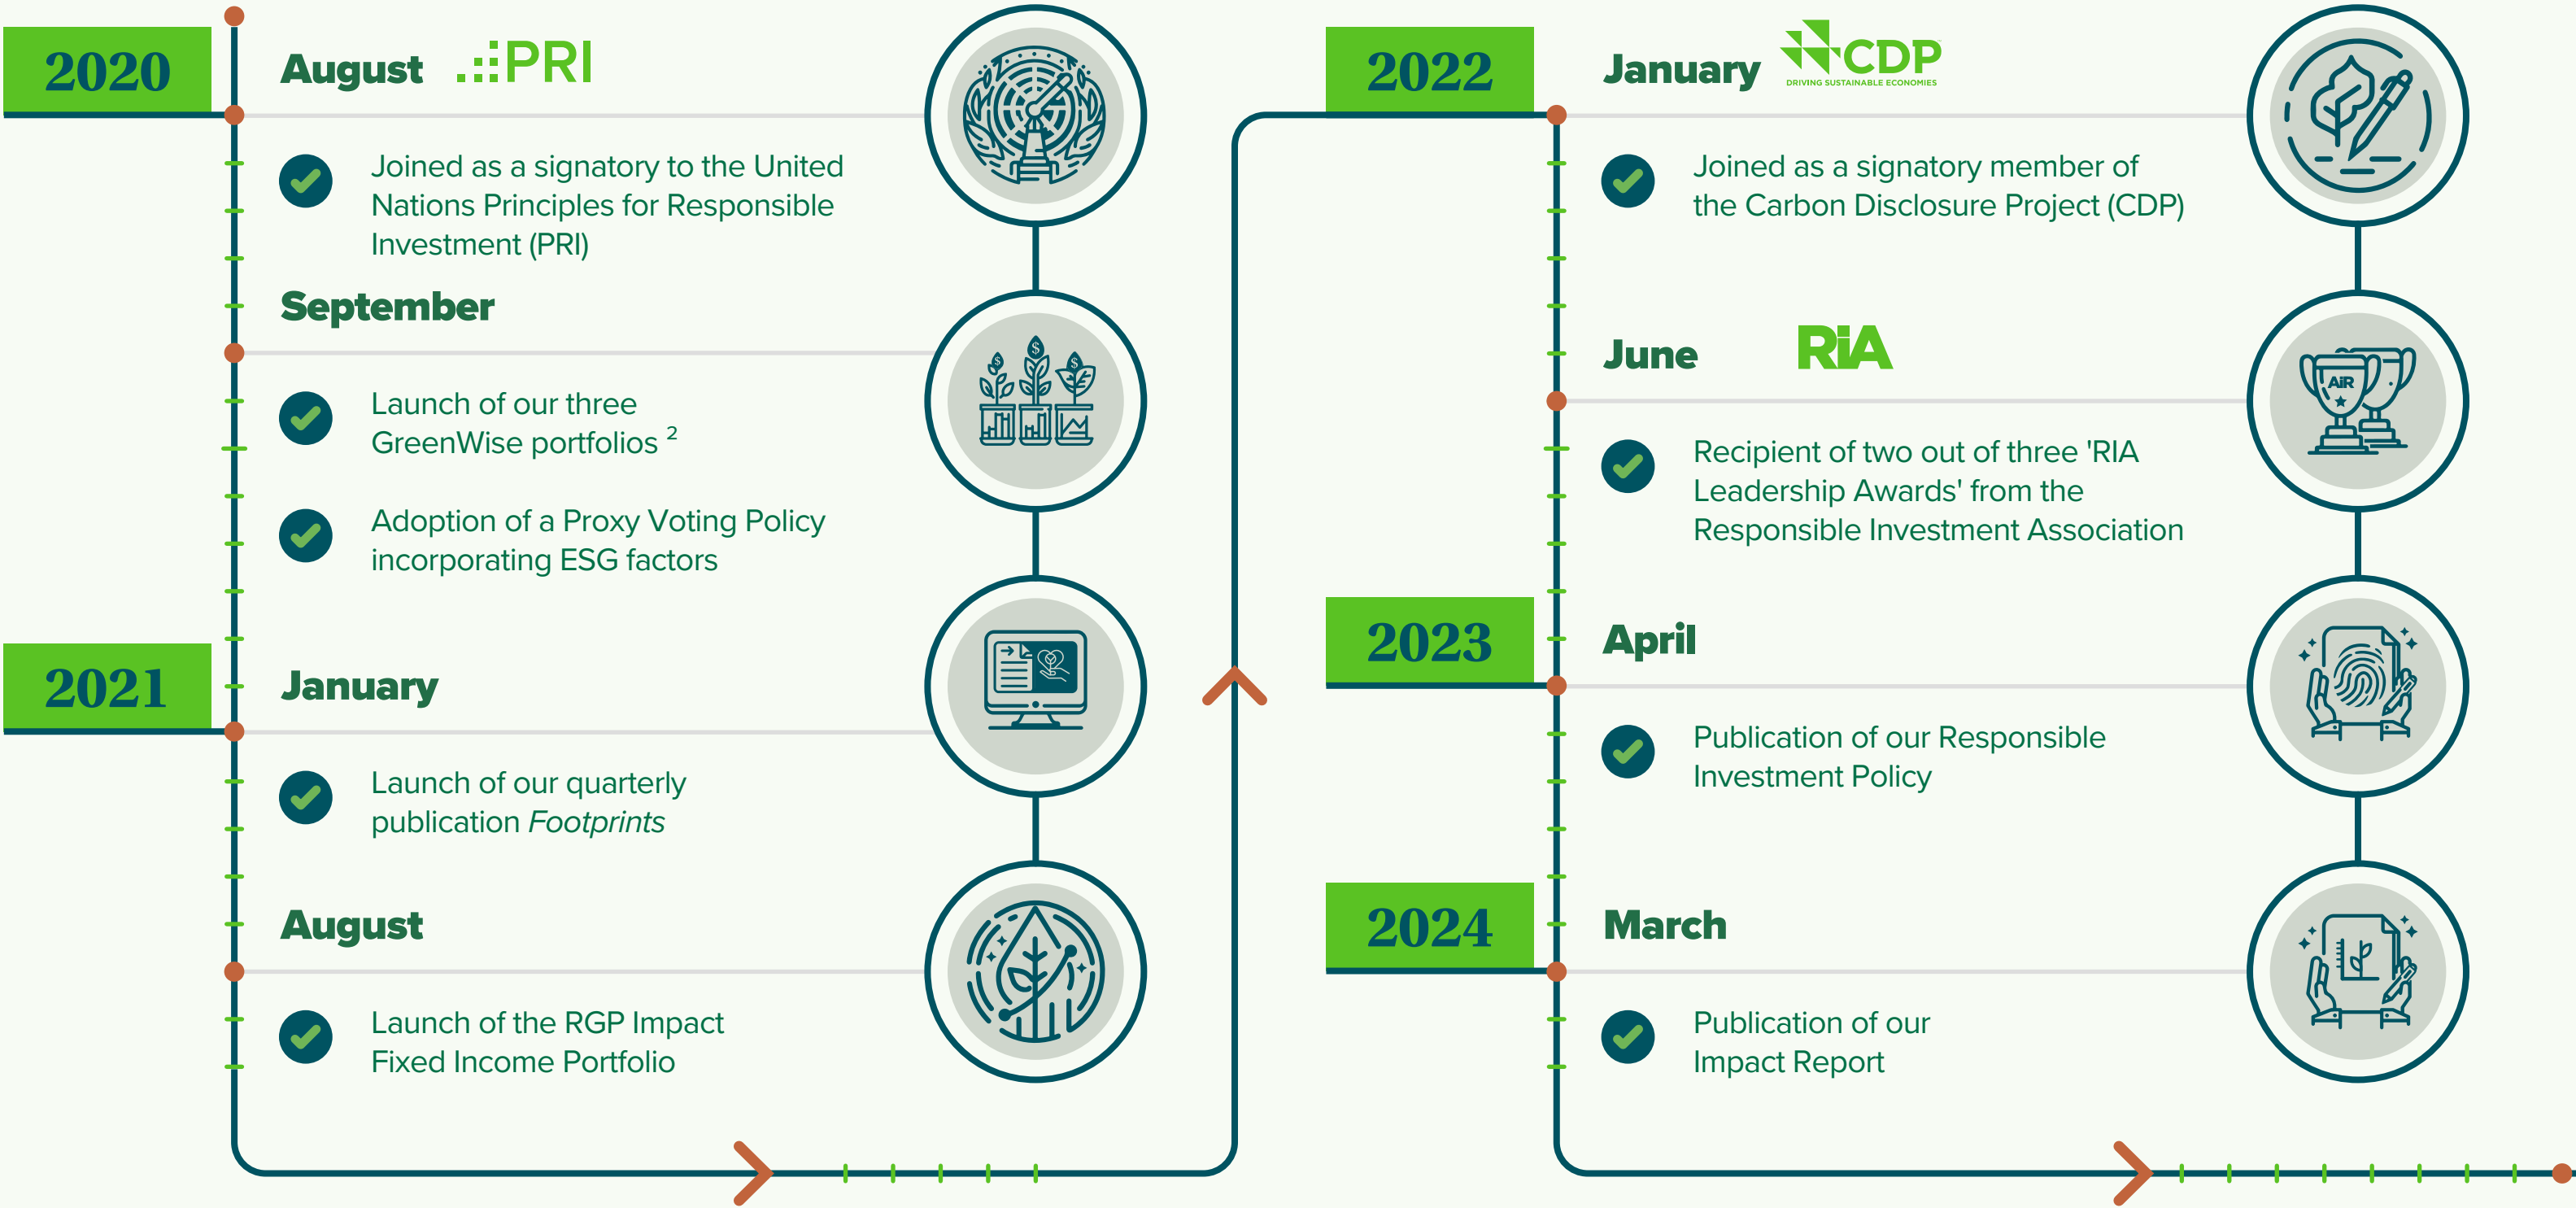 2020
August
PRI
Joined as a signatory to the United
Nations Principles for Responsible
Investment (PRI)
September
Launch of our three
GreenWise portfolios ²
Adoption of a Proxy Voting Policy
incorporating ESG factors
$ $ $
2021
January
Launch of our quarterly
publication Footprints
August
Launch of the RGP Impact
Fixed Income Portfolio
2022
January
CDP
DRIVING SUSTAINABLE ECONOMIES
Joined as a signatory member of
the Carbon Disclosure Project (CDP)
June
RiA
Recipient of two out of three 'RIA
Leadership Awards' from the
Responsible Investment Association
AiR
2023
April
Publication of our Responsible
Investment Policy
2024
March
Publication of our
Impact Report